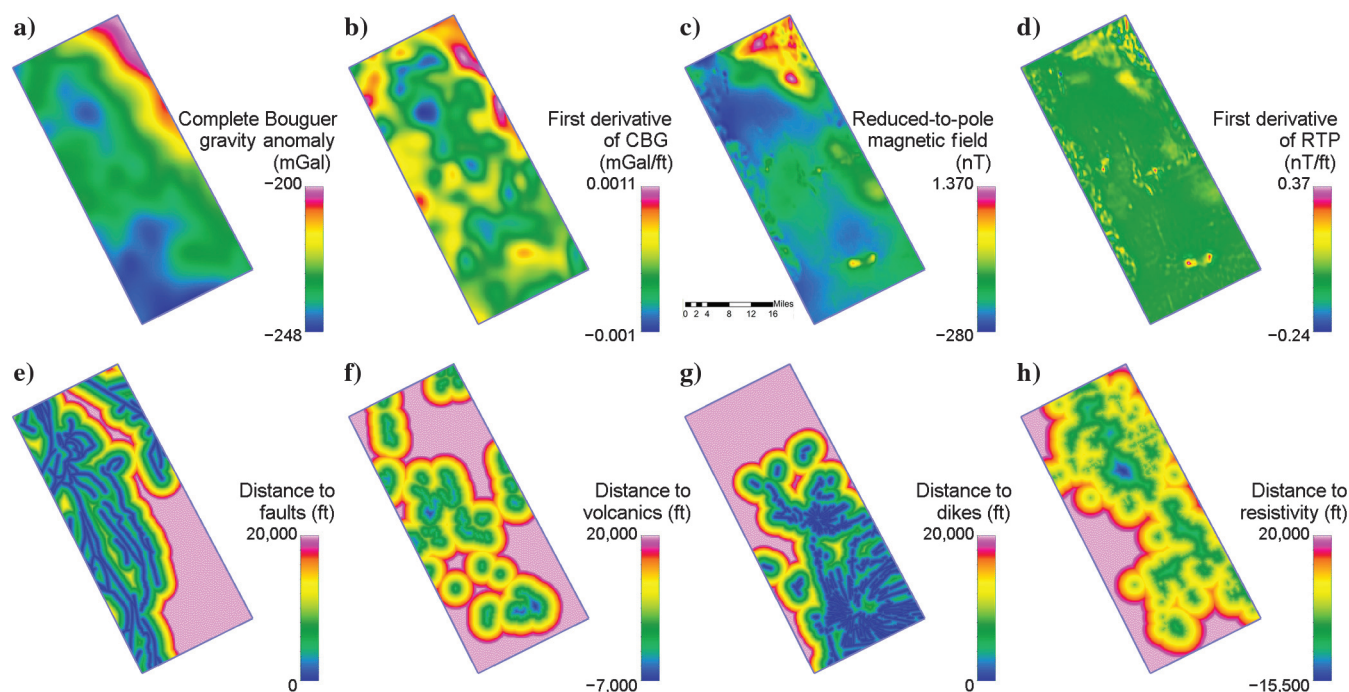 a)
Complete Bouguer
gravity anomaly
(mGal)
−200
−248
b)
First derivative
of CBG
(mGal/ft)
0.0011
−0.001
c)
Reduced-to-pole
magnetic field
(nT)
1.370
−280
Miles
0 2 4 8 12 16
d)
First derivative
of RTP
(nT/ft)
0.37
−0.24
e)
Distance to
faults (ft)
20,000
0
f)
Distance to
volcanics (ft)
20,000
−7.000
g)
Distance to
dikes (ft)
20,000
0
h)
Distance to
resistivity (ft)
20,000
−15.500